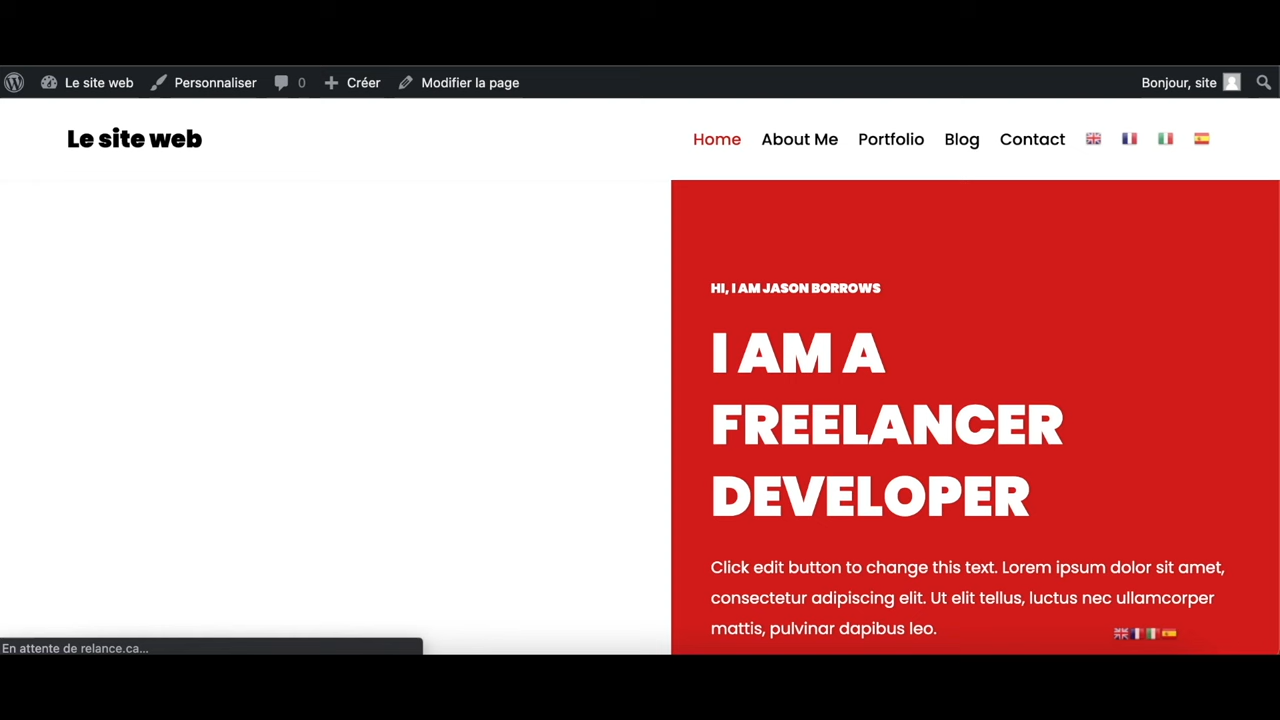 Le site web Personnaliser 0 Créer Modifier la page Bonjour, site
Le site web Home About Me Portfolio Blog Contact
HI, I AM JASON BORROWS
I AM A
FREELANCER
DEVELOPER
Click edit button to change this text. Lorem ipsum dolor sit amet,
consectetur adipiscing elit. Ut elit tellus, luctus nec ullamcorper
mattis, pulvinar dapibus leo.
En attente de relance.ca...